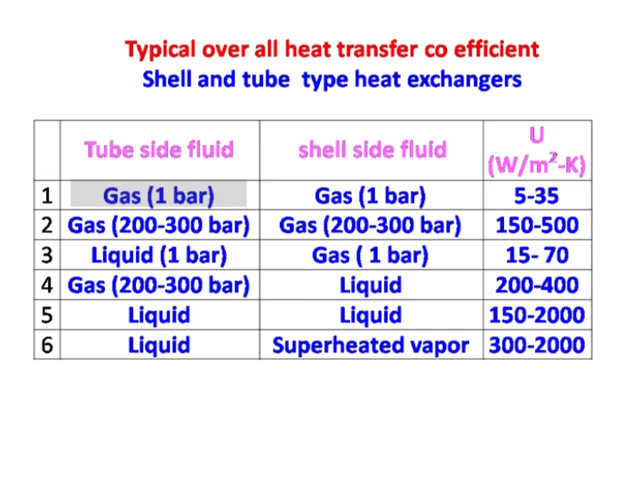 Typical over all heat transfer co efficient
Shell and tube type heat exchangers
Tube side fluid shell side fluid U (W/m²-K)
1 Gas (1 bar) Gas (1 bar) 5-35
2 Gas (200-300 bar) Gas (200-300 bar) 150-500
3 Liquid (1 bar) Gas ( 1 bar) 15- 70
4 Gas (200-300 bar) Liquid 200-400
5 Liquid Liquid 150-2000
6 Liquid Superheated vapor 300-2000